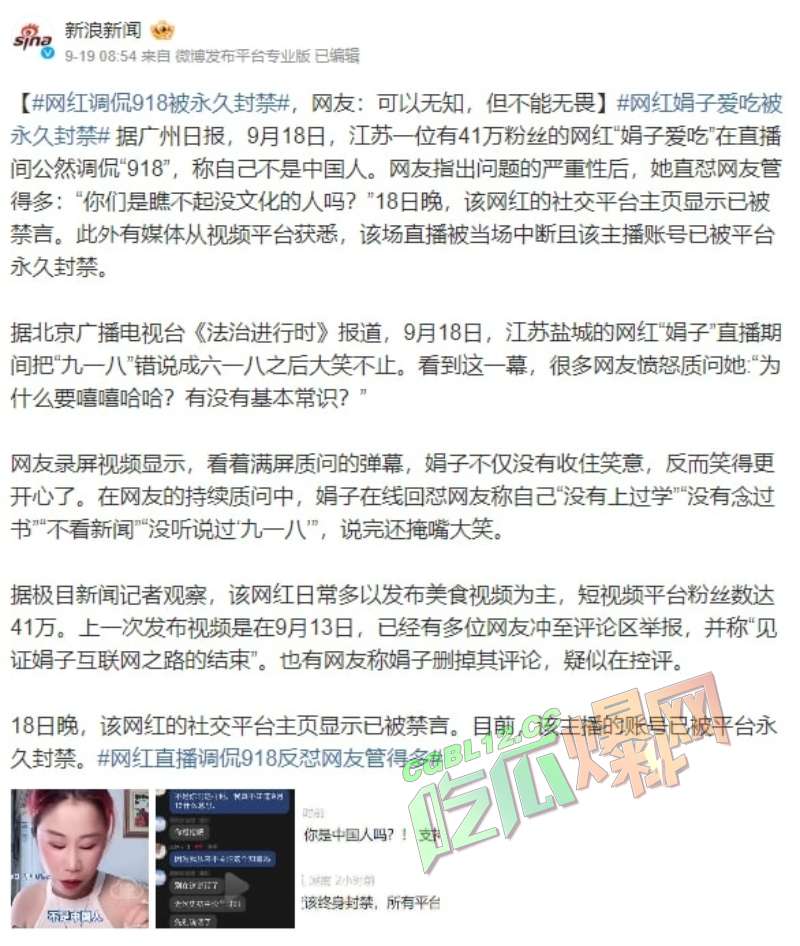 sina
新浪新闻
9-19 08:54 来自 微博发布平台专业版 已编辑
【#网红调侃918被永久封禁#，网友：可以无知，但不能无畏】#网红娟子爱吃被
永久封禁# 据广州日报，9月18日，江苏一位有41万粉丝的网红“娟子爱吃”在直播
间公然调侃“918”，称自己不是中国人。网友指出问题的严重性后，她直怼网友管
得多：“你们是瞧不起没文化的人吗？”18日晚，该网红的社交平台主页显示已被
禁言。此外有媒体从视频平台获悉，该场直播被当场中断且该主播账号已被平台
永久封禁。
据北京广播电视台《法治进行时》报道，9月18日，江苏盐城的网红“娟子”直播期
间把“九一八”错说成六一八之后大笑不止。看到这一幕，很多网友愤怒质问她:“为
什么要嘻嘻哈哈？有没有基本常识？”
网友录屏视频显示，看着满屏质问的弹幕，娟子不仅没有收住笑意，反而笑得更
开心了。在网友的持续质问中，娟子在线回怼网友称自己“没有上过学”“没有念过
书”“不看新闻”“没听说过‘九一八’”，说完还掩嘴大笑。
据极目新闻记者观察，该网红日常多以发布美食视频为主，短视频平台粉丝数达
41万。上一次发布视频是在9月13日，已经有多位网友冲至评论区举报，并称“见
证娟子互联网之路的结束”。也有网友称娟子删掉其评论，疑似在控评。
18日晚，该网红的社交平台主页显示已被禁言。目前，该主播的账号已被平台永
久封禁。#网红直播调侃918反怼网友管得多#
CGBL12.CC
吃瓜爆料网
不是中国人
你是中国人吗？！
2小时前
该终身封禁，所有平台